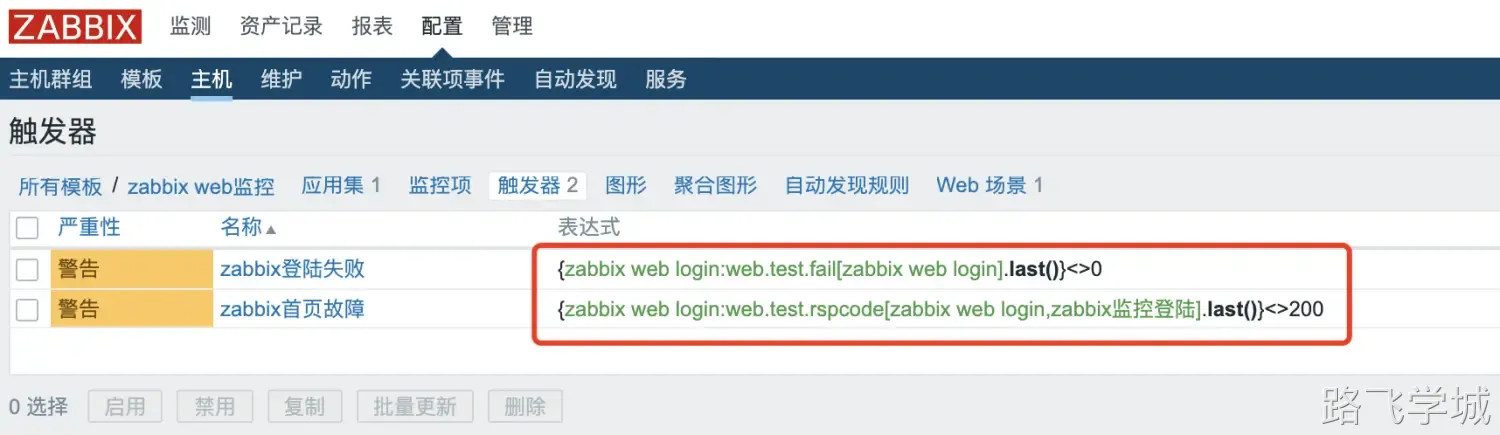 ZABBIX 监测 资产记录 报表 配置 管理
主机群组 模板 主机 维护 动作 关联项事件 自动发现 服务
触发器
所有模板 / zabbix web监控 应用集 1 监控项 触发器 2 图形 聚合图形 自动发现规则 Web 场景 1
严重性 名称▲ 表达式
警告 zabbix登陆失败 {zabbix web login:web.test.fail[zabbix web login].last()}<>0
警告 zabbix首页故障 {zabbix web login:web.test.rspcode[zabbix web login,zabbix监控登陆].last()}<>200
0 选择 启用 禁用 复制 批量更新 删除
路飞学城